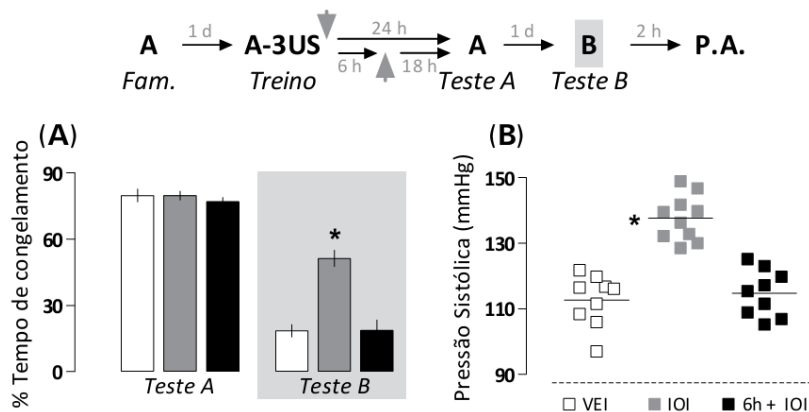 A 1 d A-3US 24 h A 1 d B 2 h P.A.
6 h 18 h
Fam. Treino Teste A Teste B
(A)
% Tempo de congelamento
90
60
30
0
*
Teste A Teste B
(B)
Pressão Sistólica (mmHg)
150
130
110
90
*
VEI IOI 6h + IOI